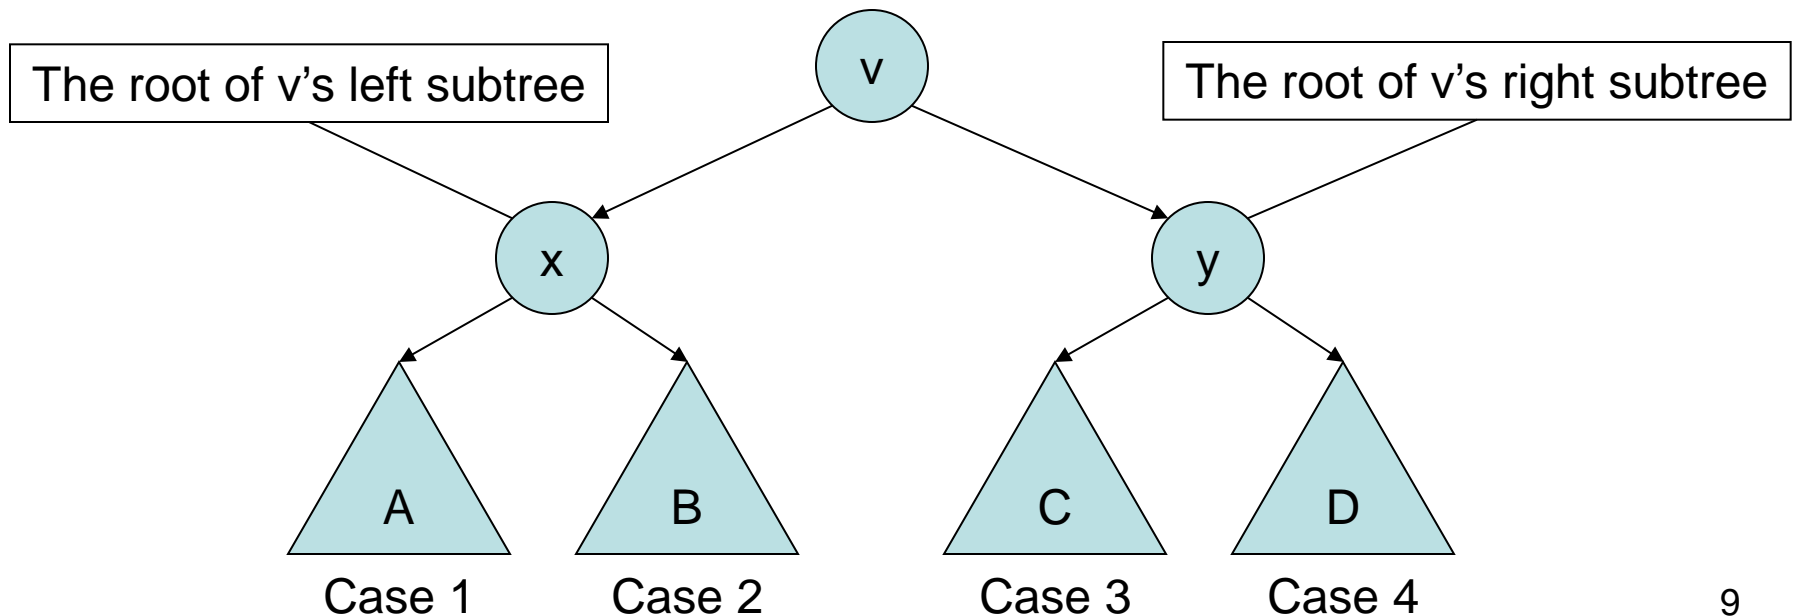 v
The root of v’s left subtree
The root of v’s right subtree
x
y
A
B
C
D
Case 1
Case 2
Case 3
Case 4
9